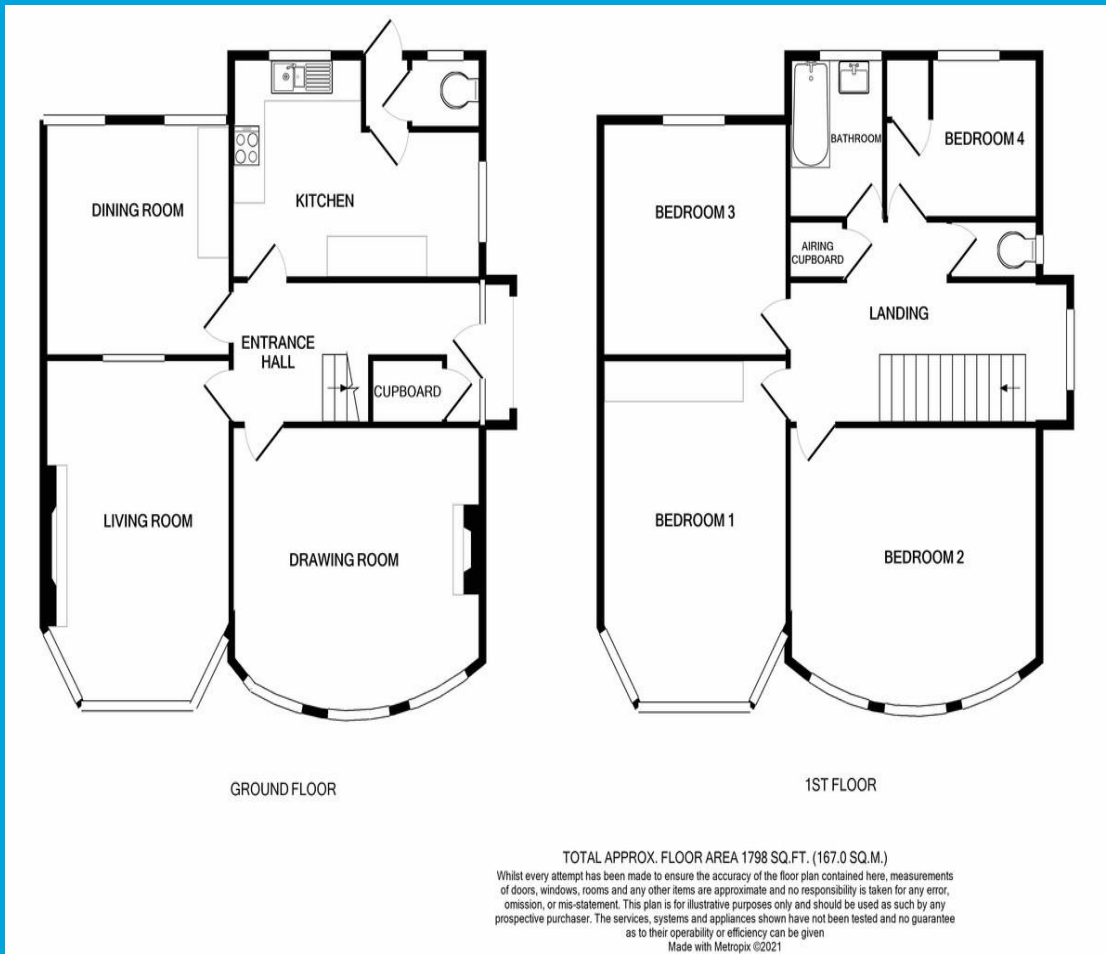 DINING ROOM
KITCHEN
ENTRANCE
HALL
CUPBOARD
LIVING ROOM
DRAWING ROOM
GROUND FLOOR
BATHROOM
BEDROOM 4
BEDROOM 3
AIRING
CUPBOARD
LANDING
BEDROOM 1
BEDROOM 2
1ST FLOOR
TOTAL APPROX. FLOOR AREA 1798 SQ.FT. (167.0 SQ.M.)
Whilst every attempt has been made to ensure the accuracy of the floor plan contained here, measurements
of doors, windows, rooms and any other items are approximate and no responsibility is taken for any error,
omission, or mis-statement. This plan is for illustrative purposes only and should be used as such by any
prospective purchaser. The services, systems and appliances shown have not been tested and no guarantee
as to their operability or efficiency can be given
Made with Metropix ©2021